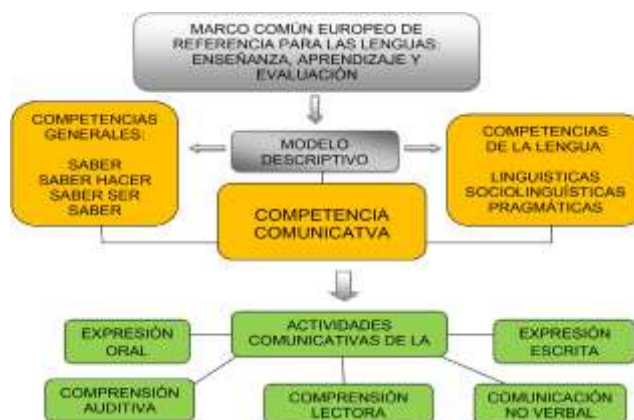 MARCO COMÚN EUROPEO DE
REFERENCIA PARA LAS LENGUAS:
ENSEÑANZA, APRENDIZAJE Y
EVALUACIÓN
COMPETENCIAS
GENERALES:
SABER
SABER HACER
SABER SER
SABER
MODELO
DESCRIPTIVO
COMPETENCIAS
DE LA LENGUA:
LINGUISTICAS
SOCIOLINGUÍSTICAS
PRAGMÁTICAS
COMPETENCIA
COMUNICATVA
ACTIVIDADES
COMUNICATIVAS DE LA
EXPRESIÓN
ORAL
EXPRESIÓN
ESCRITA
COMPRENSIÓN
AUDITIVA
COMPRENSIÓN
LECTORA
COMUNICACIÓN
NO VERBAL